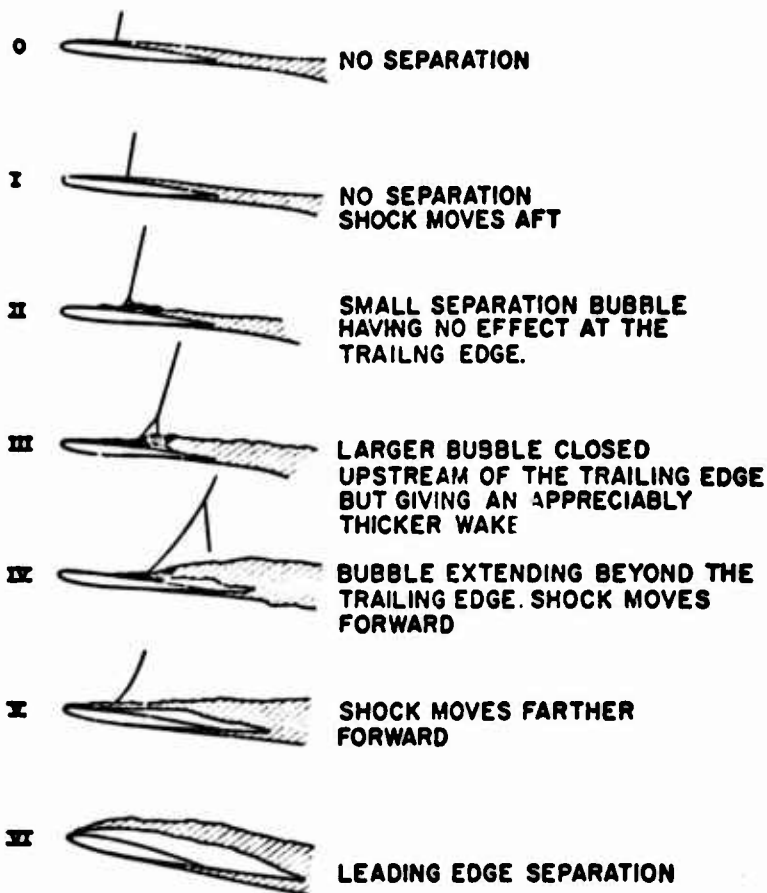 O
NO SEPARATION
I
NO SEPARATION
SHOCK MOVES AFT
II
SMALL SEPARATION BUBBLE
HAVING NO EFFECT AT THE
TRAILNG EDGE.
III
LARGER BUBBLE CLOSED
UPSTREAM OF THE TRAILING EDGE
BUT GIVING AN APPRECIABLY
THICKER WAKE
IV
BUBBLE EXTENDING BEYOND THE
TRAILING EDGE. SHOCK MOVES
FORWARD
V
SHOCK MOVES FARTHER
FORWARD
VI
LEADING EDGE SEPARATION